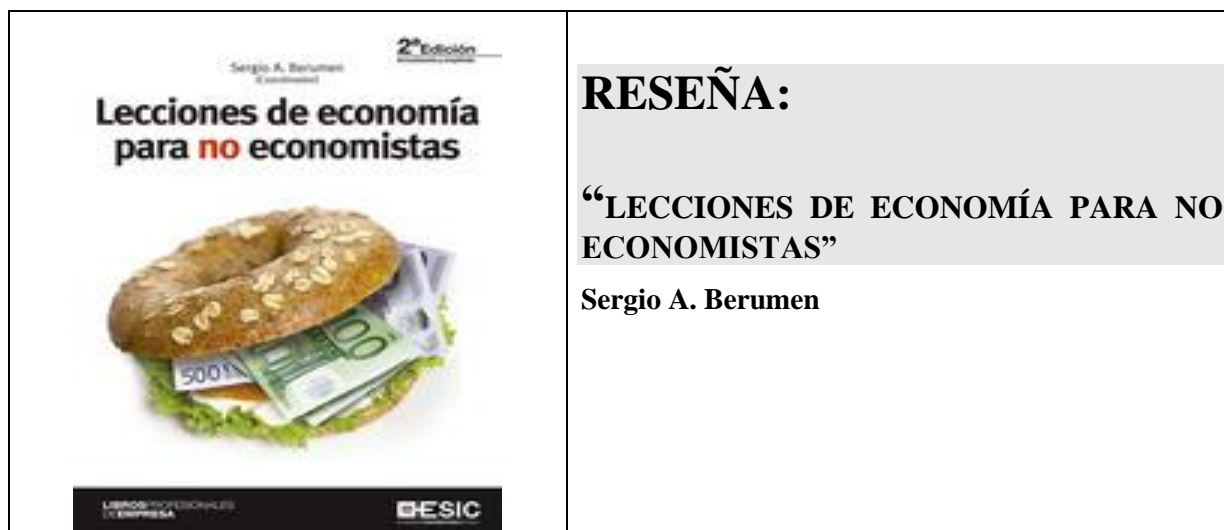 2ª Edición
Sergio A. Berumen
(Coordinador)
Lecciones de economía
para no economistas
500
100
LIBROS PROFESIONALES
DE EMPRESA
ESIC
RESEÑA:
“LECCIONES DE ECONOMÍA PARA NO
ECONOMISTAS”
Sergio A. Berumen